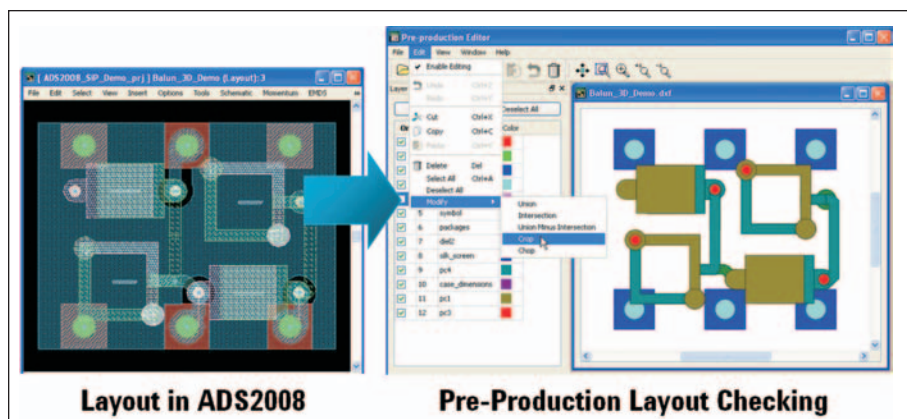 [ ADS2008_SiP_Demo_prj ] Balun_3D_Demo (Layout):3
File Edit Select View Insert Options Tools Schematic Momentum EMDS
Pre-production Editor
File Edit View Window Help
Enable Editing
Undo Ctrl+Z
Redo
Cut Ctrl+X
Copy Ctrl+C
Paste
Delete Del
Select All Ctrl+A
Deselect All
Modify
Union
Intersection
Union Minus Intersection
Crop
Chop
Deselect All
Color
5 symbol
6 packages
7 diel2
8 silk_screen
9 pc4
10 case_dimensions
11 pc1
12 pc3
Balun_3D_Demo.dxf
Layout in ADS2008
Pre-Production Layout Checking